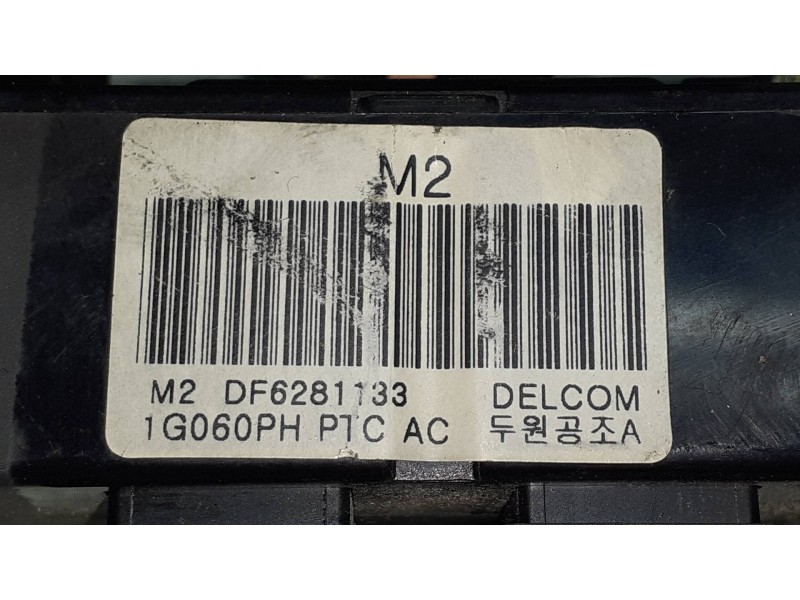 M2
M2 DF6281133 DELCOM
1G060PH PTC AC 두원공조A